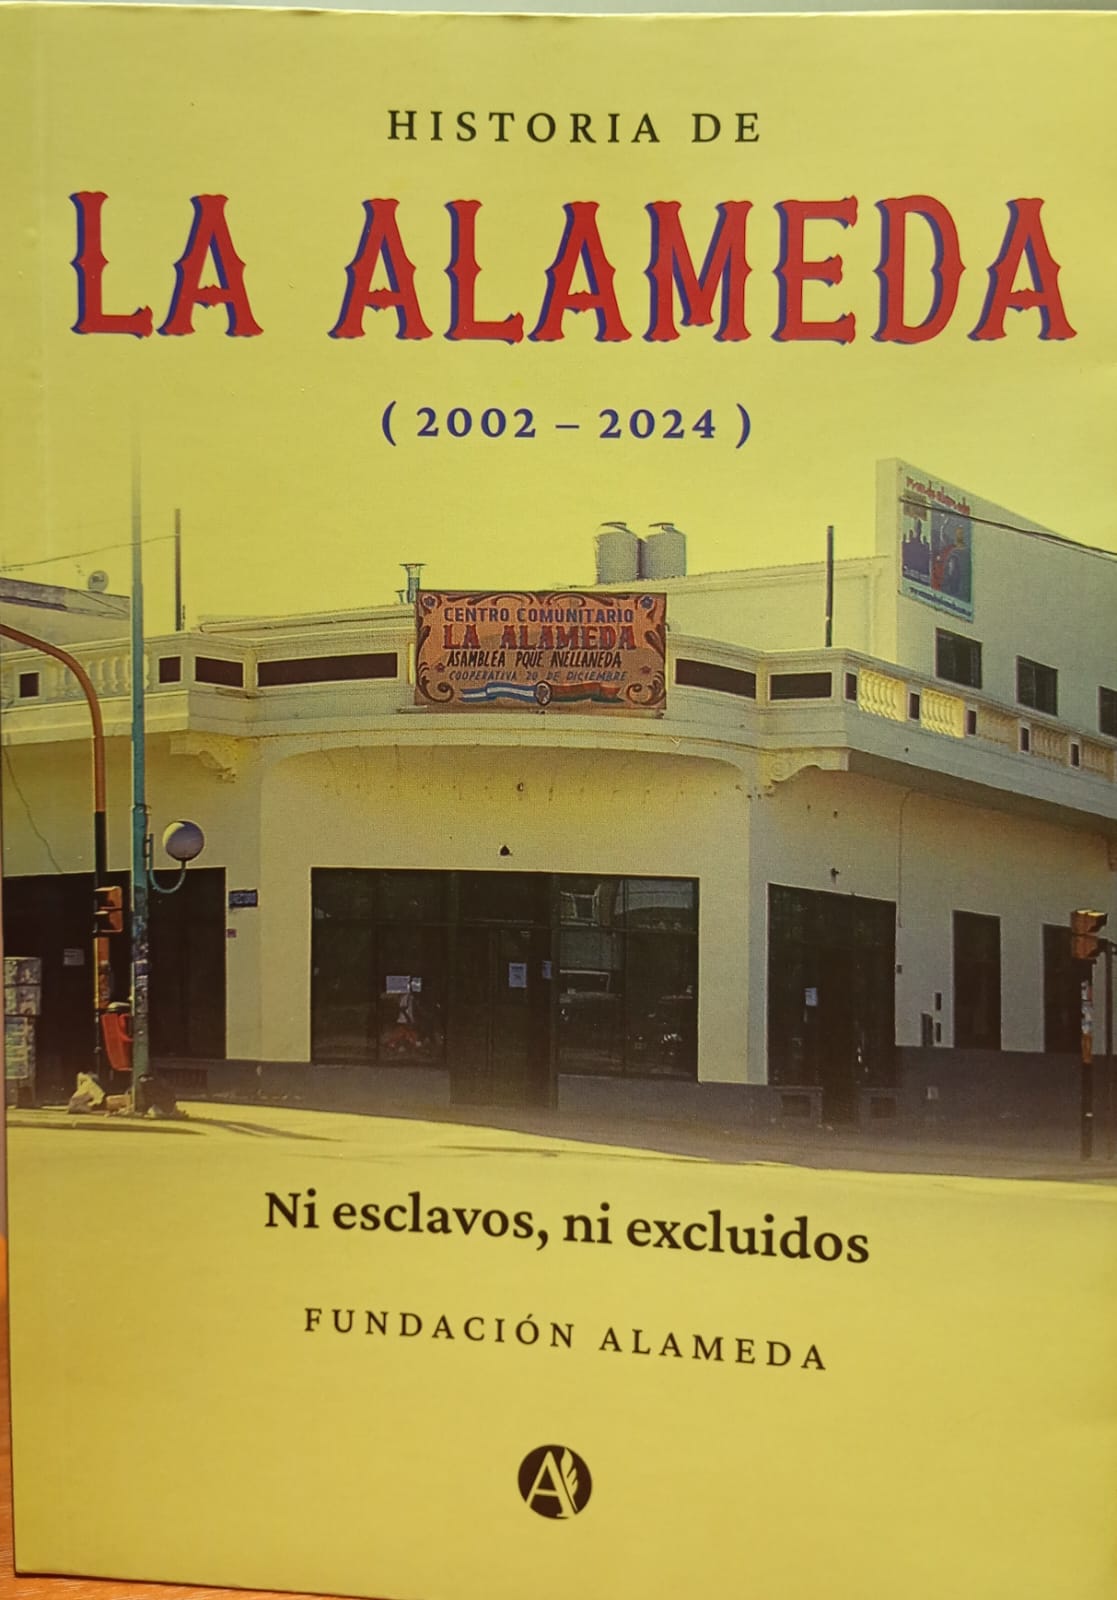 HISTORIA DE
LA ALAMEDA
( 2002 – 2024 )
CENTRO COMUNITARIO
LA ALAMEDA
ASAMBLEA PQUE AVELLANEDA
COOPERATIVA 20 DE DICIEMBRE
Ni esclavos, ni excluidos
FUNDACIÓN ALAMEDA
A